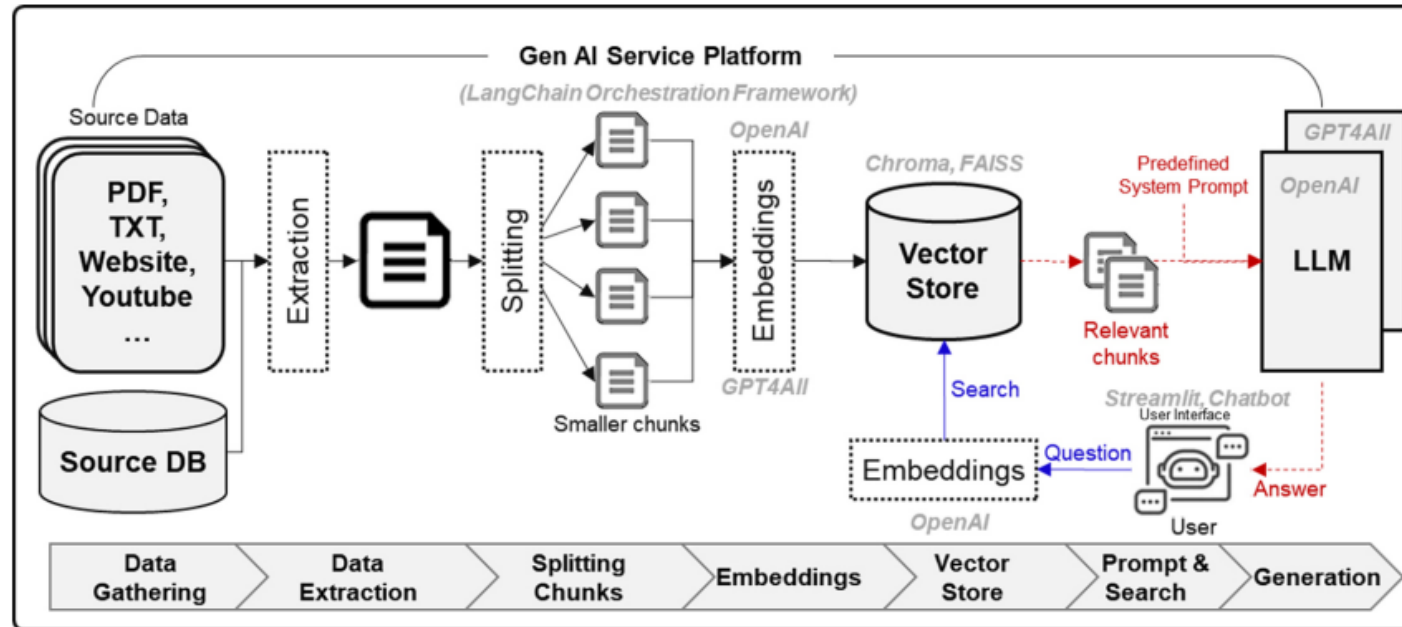 Gen AI Service Platform
(LangChain Orchestration Framework)
Source Data
PDF,
TXT,
Website,
Youtube
...
Source DB
Extraction
Splitting
Smaller chunks
OpenAI
Embeddings
GPT4All
Chroma, FAISS
Vector
Store
Search
Embeddings
OpenAI
Question
Relevant
chunks
Predefined
System Prompt
GPT4All
OpenAI
LLM
Streamlit, Chatbot
User Interface
User
Answer
Data
Gathering
Data
Extraction
Splitting
Chunks
Embeddings
Vector
Store
Prompt &
Search
Generation